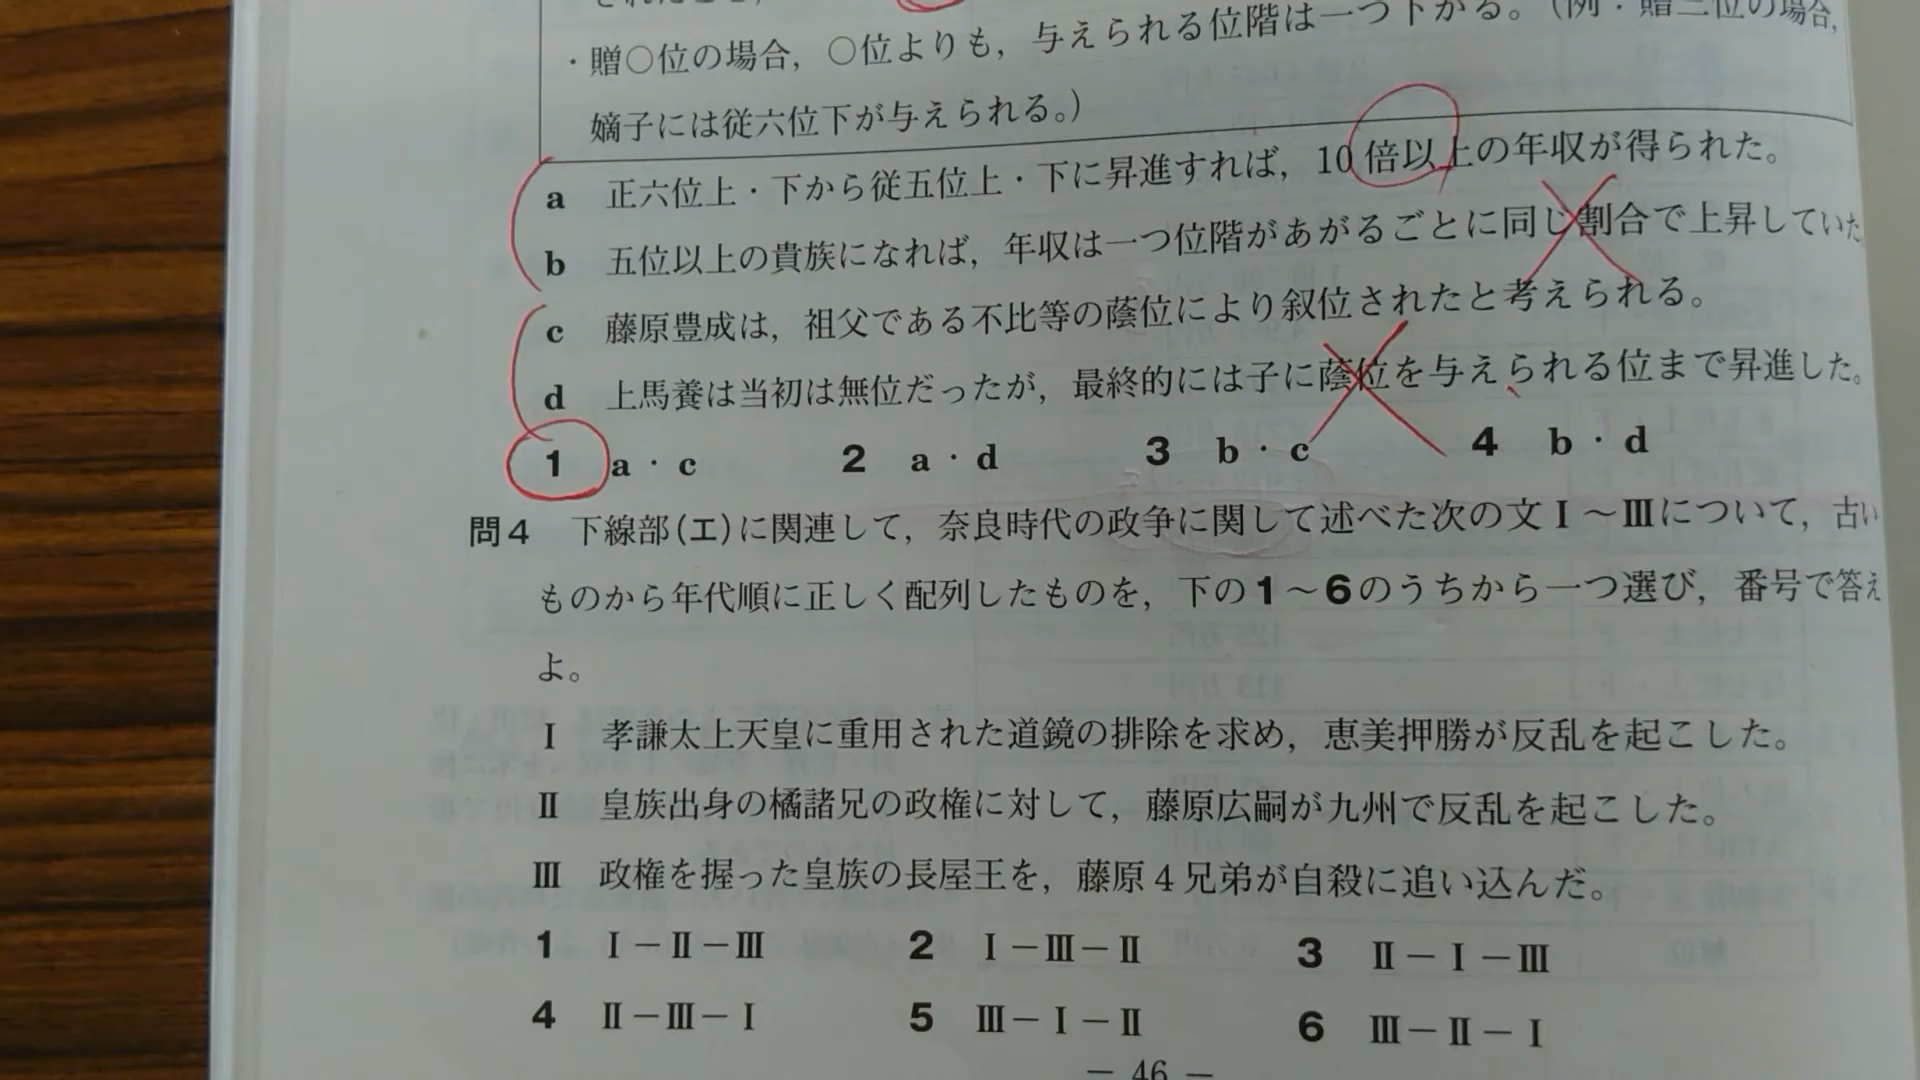 ・贈○位の場合，○位よりも，与えられる位階は一つ下がる。（例・贈三位の場合，
嫡子には従六位下が与えられる。）
a 正六位上・下から従五位上・下に昇進すれば，10倍以上の年収が得られた。
b 五位以上の貴族になれば，年収は一つ位階があがるごとに同じ割合で上昇していた
c 藤原豊成は，祖父である不比等の蔭位により叙位されたと考えられる。
d 上馬養は当初は無位だったが，最終的には子に蔭位を与えられる位まで昇進した。
1 a・c 2 a・d 3 b・c 4 b・d
問4 下線部(エ)に関連して，奈良時代の政争に関して述べた次の文Ⅰ～Ⅲについて，古い
ものから年代順に正しく配列したものを，下の1～6のうちから一つ選び，番号で答え
よ。
Ⅰ 孝謙太上天皇に重用された道鏡の排除を求め，恵美押勝が反乱を起こした。
Ⅱ 皇族出身の橘諸兄の政権に対して，藤原広嗣が九州で反乱を起こした。
Ⅲ 政権を握った皇族の長屋王を，藤原4兄弟が自殺に追い込んだ。
1 Ⅰ－Ⅱ－Ⅲ 2 Ⅰ－Ⅲ－Ⅱ 3 Ⅱ－Ⅰ－Ⅲ
4 Ⅱ－Ⅲ－Ⅰ 5 Ⅲ－Ⅰ－Ⅱ 6 Ⅲ－Ⅱ－Ⅰ
－ 46 －